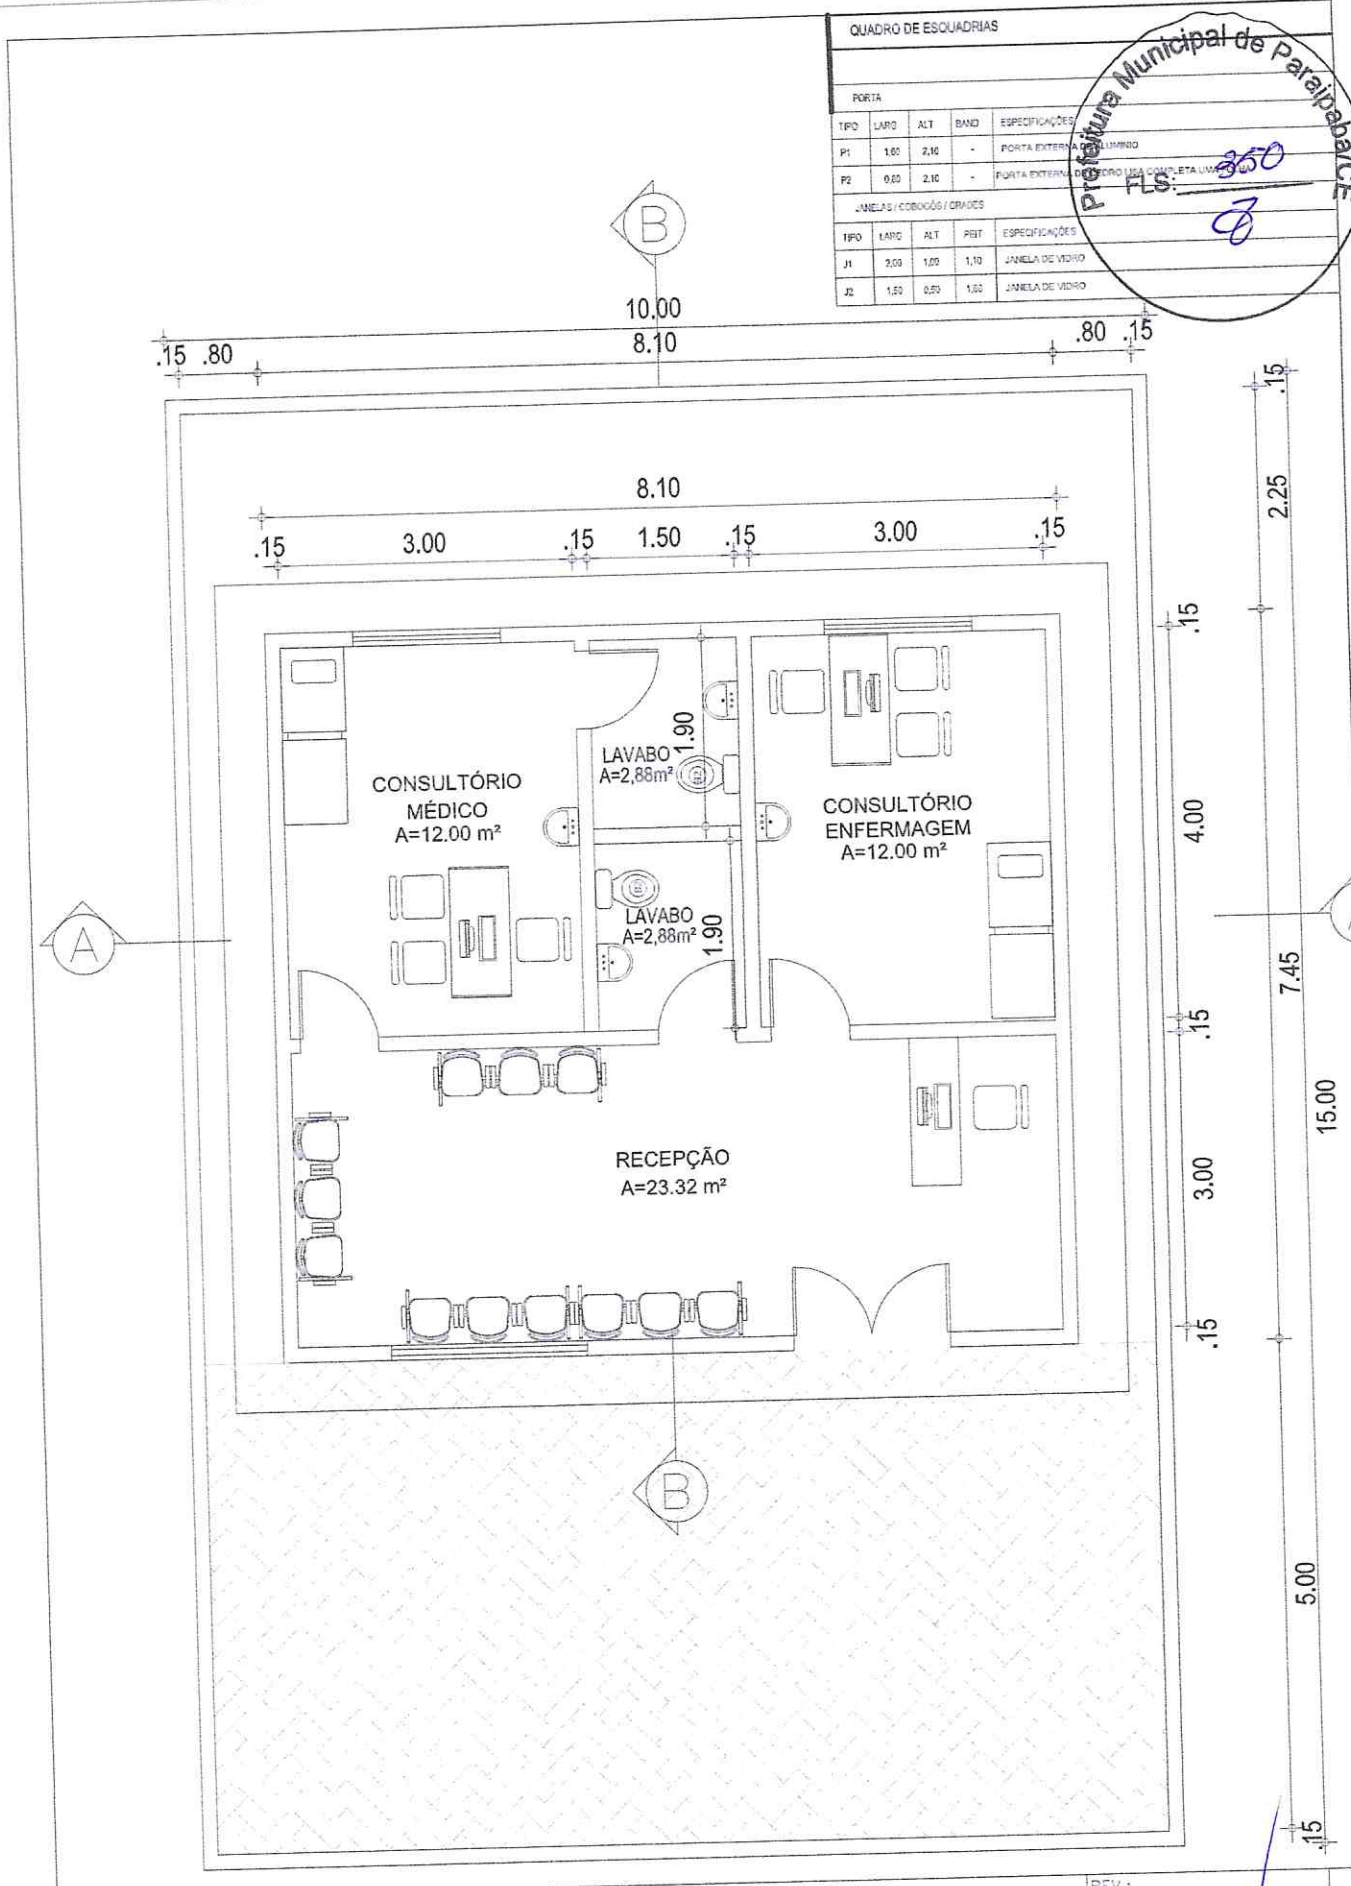 QUADRO DE ESQUADRIAS
Prefeitura Municipal de Paraipaba/CE
FLS: 350
PORTA
TIPO LARG ALT BAND ESPECIFICAÇÕES
P1 1,60 2,10 - PORTA EXTERNA DE ALUMINIO
P2 0,80 2,10 - PORTA EXTERNA DE CEDRO LISA COMPLETA UMA
JANELAS / COBOGÓS / GRADES
TIPO LARG ALT PEIT ESPECIFICAÇÕES
J1 2,00 1,00 1,10 JANELA DE VIDRO
J2 1,50 0,50 1,60 JANELA DE VIDRO
B
10.00
.15 .80 8.10 .80 .15
.15
2.25
8.10
.15 3.00 .15 1.50 .15 3.00 .15
.15
LAVABO
A=2,88m²
1.90
CONSULTÓRIO
MÉDICO
A=12.00 m²
CONSULTÓRIO
ENFERMAGEM
A=12.00 m²
4.00
LAVABO
A=2,88m²
1.90
A
7.45
.15
15.00
RECEPÇÃO
A=23.32 m²
3.00
.15
B
5.00
.15
REV.: